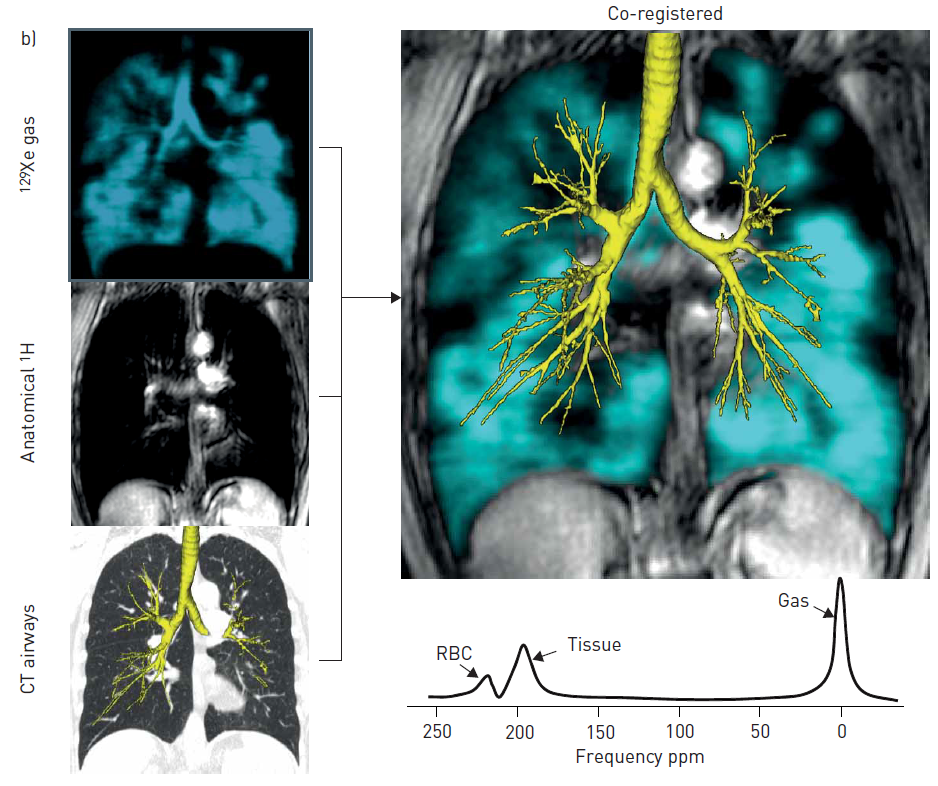 b)
Co-registered
¹²⁹Xe gas
Anatomical ¹H
CT airways
Gas
RBC
Tissue
250 200 150 100 50 0
Frequency ppm